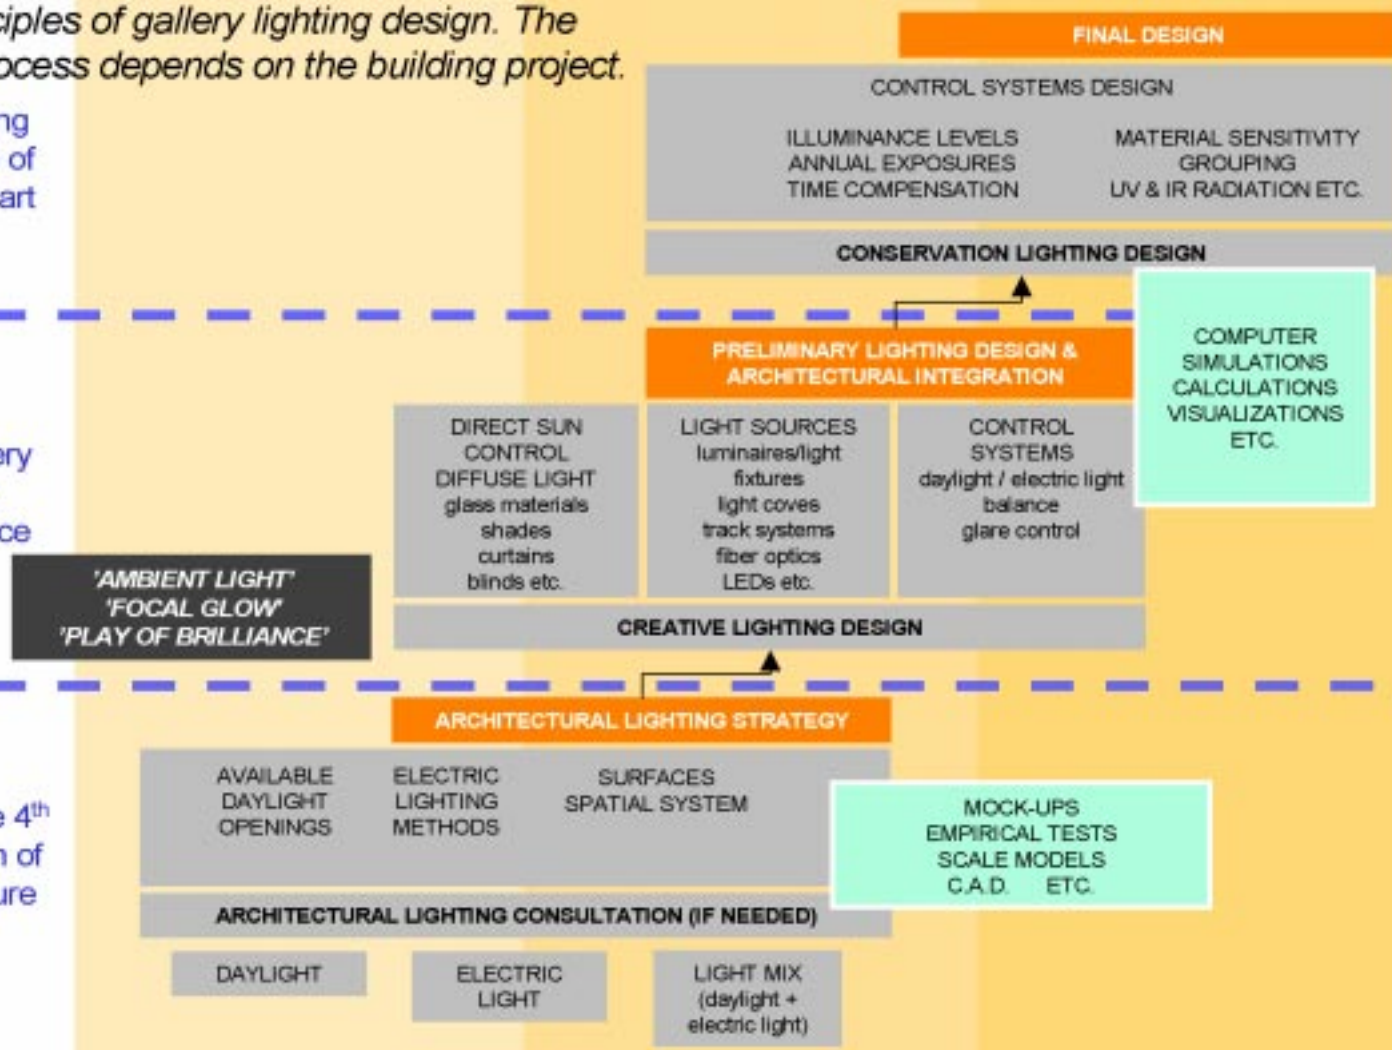 ciples of gallery lighting design. The
ocess depends on the building project.
ng
of
art
ery
ce
e 4th
n of
ure
FINAL DESIGN
CONTROL SYSTEMS DESIGN
ILLUMINANCE LEVELS
ANNUAL EXPOSURES
TIME COMPENSATION
MATERIAL SENSITIVITY
GROUPING
UV & IR RADIATION ETC.
CONSERVATION LIGHTING DESIGN
COMPUTER
SIMULATIONS
CALCULATIONS
VISUALIZATIONS
ETC.
PRELIMINARY LIGHTING DESIGN &
ARCHITECTURAL INTEGRATION
DIRECT SUN
CONTROL
DIFFUSE LIGHT
glass materials
shades
curtains
blinds etc.
LIGHT SOURCES
luminaires/light
fixtures
light coves
track systems
fiber optics
LEDs etc.
CONTROL
SYSTEMS
daylight / electric light
balance
glare control
'AMBIENT LIGHT'
'FOCAL GLOW'
'PLAY OF BRILLIANCE'
CREATIVE LIGHTING DESIGN
ARCHITECTURAL LIGHTING STRATEGY
AVAILABLE
DAYLIGHT
OPENINGS
ELECTRIC
LIGHTING
METHODS
SURFACES
SPATIAL SYSTEM
MOCK-UPS
EMPIRICAL TESTS
SCALE MODELS
C.A.D. ETC.
ARCHITECTURAL LIGHTING CONSULTATION (IF NEEDED)
DAYLIGHT
ELECTRIC
LIGHT
LIGHT MIX
(daylight +
electric light)